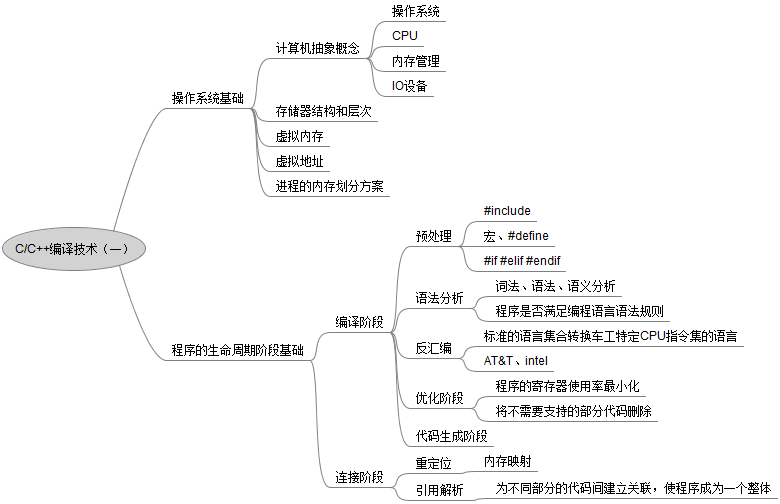 C/C++编译技术（一）
操作系统基础
计算机抽象概念
操作系统
CPU
内存管理
IO设备
存储器结构和层次
虚拟内存
虚拟地址
进程的内存划分方案
程序的生命周期阶段基础
编译阶段
预处理
#include
宏、#define
#if #elif #endif
语法分析
词法、语法、语义分析
程序是否满足编程语言语法规则
反汇编
标准的语言集合转换车工特定CPU指令集的语言
AT&T、intel
优化阶段
程序的寄存器使用率最小化
将不需要支持的部分代码删除
代码生成阶段
连接阶段
重定位
内存映射
引用解析
为不同部分的代码间建立关联，使程序成为一个整体